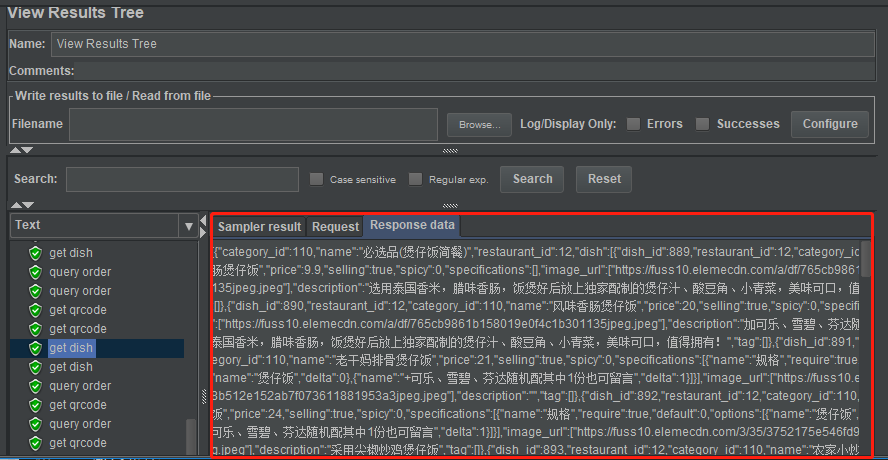 View Results Tree
Name: View Results Tree
Comments:
Write results to file / Read from file
Filename Browse... Log/Display Only: Errors Successes Configure
Search: Case sensitive Regular exp. Search Reset
Text
get dish
query order
query order
get qrcode
get qrcode
get dish
get dish
query order
get qrcode
query order
get qrcode
Sampler result Request Response data
[{"category_id":110,"name":"必选品(煲仔饭简餐)","restaurant_id":12,"dish":[{"dish_id":889,"restaurant_id":12,"category_id
肠煲仔饭","price":9.9,"selling":true,"spicy":0,"specifications":[],"image_url":["https://fuss10.elemecdn.com/a/df/765cb9861
135jpeg.jpeg"],"description":"选用泰国香米，腊味香肠，饭煲好后放上独家配制的煲仔汁、酸豆角、小青菜，美味可口，值
[]},{"dish_id":890,"restaurant_id":12,"category_id":110,"name":"风味香肠煲仔饭","price":20,"selling":true,"spicy":0,"specifi
:["https://fuss10.elemecdn.com/a/df/765cb9861b158019e0f4c1b301135jpeg.jpeg"],"description":"加可乐、雪碧、芬达随
泰国香米，腊味香肠，饭煲好后放上独家配制的煲仔汁、酸豆角、小青菜，美味可口，值得拥有！","tag":[]},{"dish_id":891,"
egory_id":110,"name":"老干妈排骨煲仔饭","price":21,"selling":true,"spicy":0,"specifications":[{"name":"规格","require":true,
"name":"煲仔饭","delta":0},{"name":"+可乐、雪碧、芬达随机配其中1份也可留言","delta":1}]}],"image_url":["https://fuss10.e
3b512e152ab7f073611881953a3jpeg.jpeg"],"description":"","tag":[]},{"dish_id":892,"restaurant_id":12,"category_id":110,
饭","price":24,"selling":true,"spicy":0,"specifications":[{"name":"规格","require":true,"default":0,"options":[{"name":"煲仔饭",
可乐、雪碧、芬达随机配其中1份也可留言","delta":1}]}],"image_url":["https://fuss10.elemecdn.com/3/35/3752175e546fd9
g.jpeg"],"description":"采用尖椒炒鸡煲仔饭","tag":[]},{"dish_id":893,"restaurant_id":12,"category_id":110,"name":"农家小炒